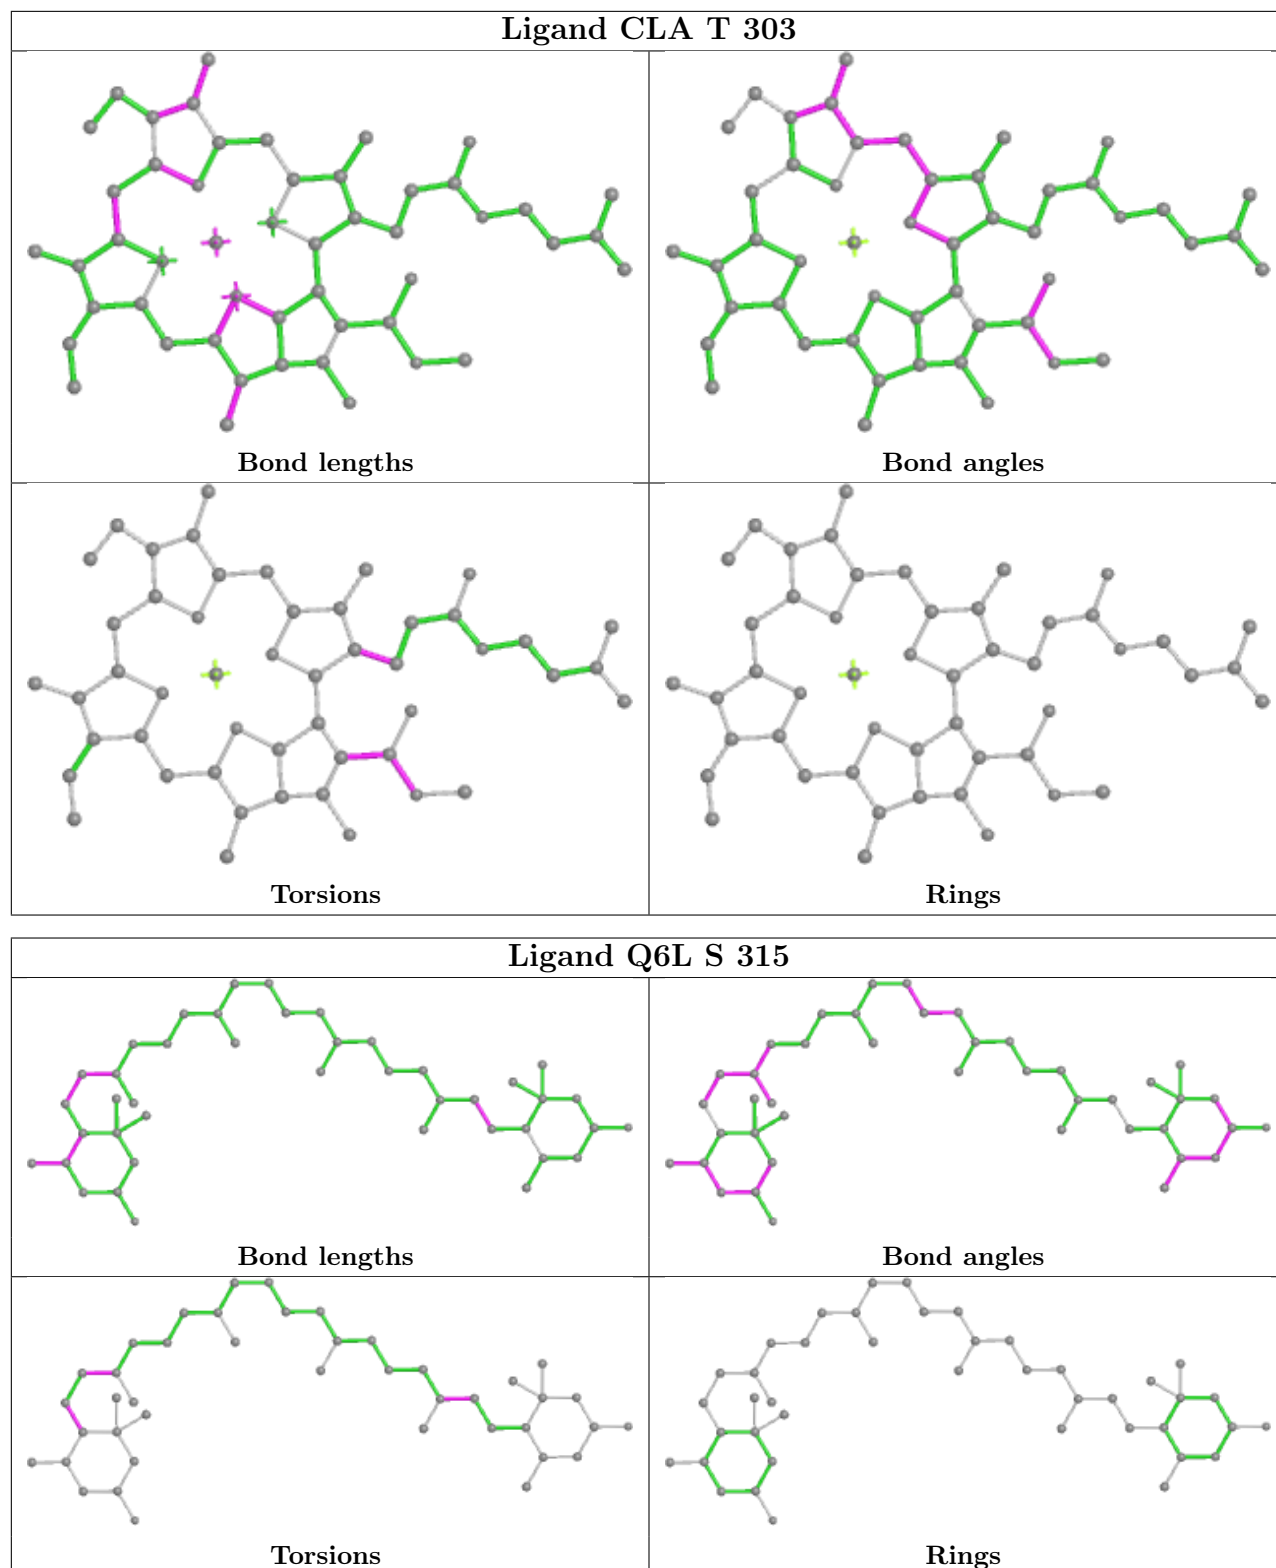 Ligand CLA T 303
Bond lengths
Bond angles
Torsions
Rings
Ligand Q6L S 315
Bond lengths
Bond angles
Torsions
Rings